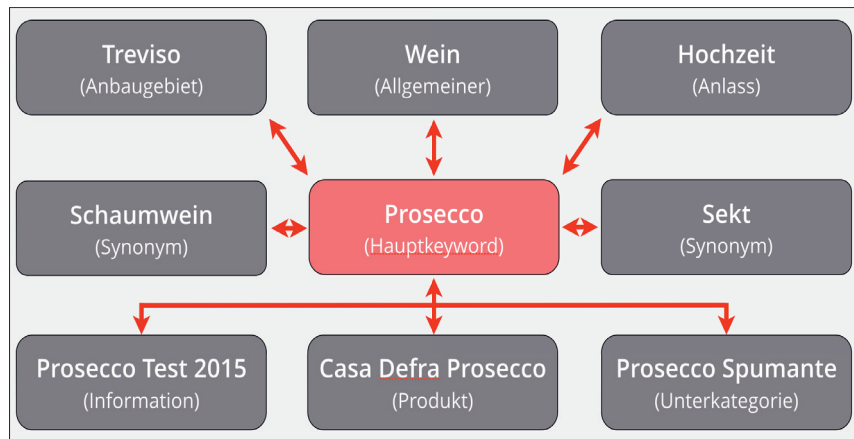 Treviso
(Anbaugebiet)
Wein
(Allgemeiner)
Hochzeit
(Anlass)
Schaumwein
(Synonym)
Prosecco
(Hauptkeyword)
Sekt
(Synonym)
Prosecco Test 2015
(Information)
Casa Defra Prosecco
(Produkt)
Prosecco Spumante
(Unterkategorie)